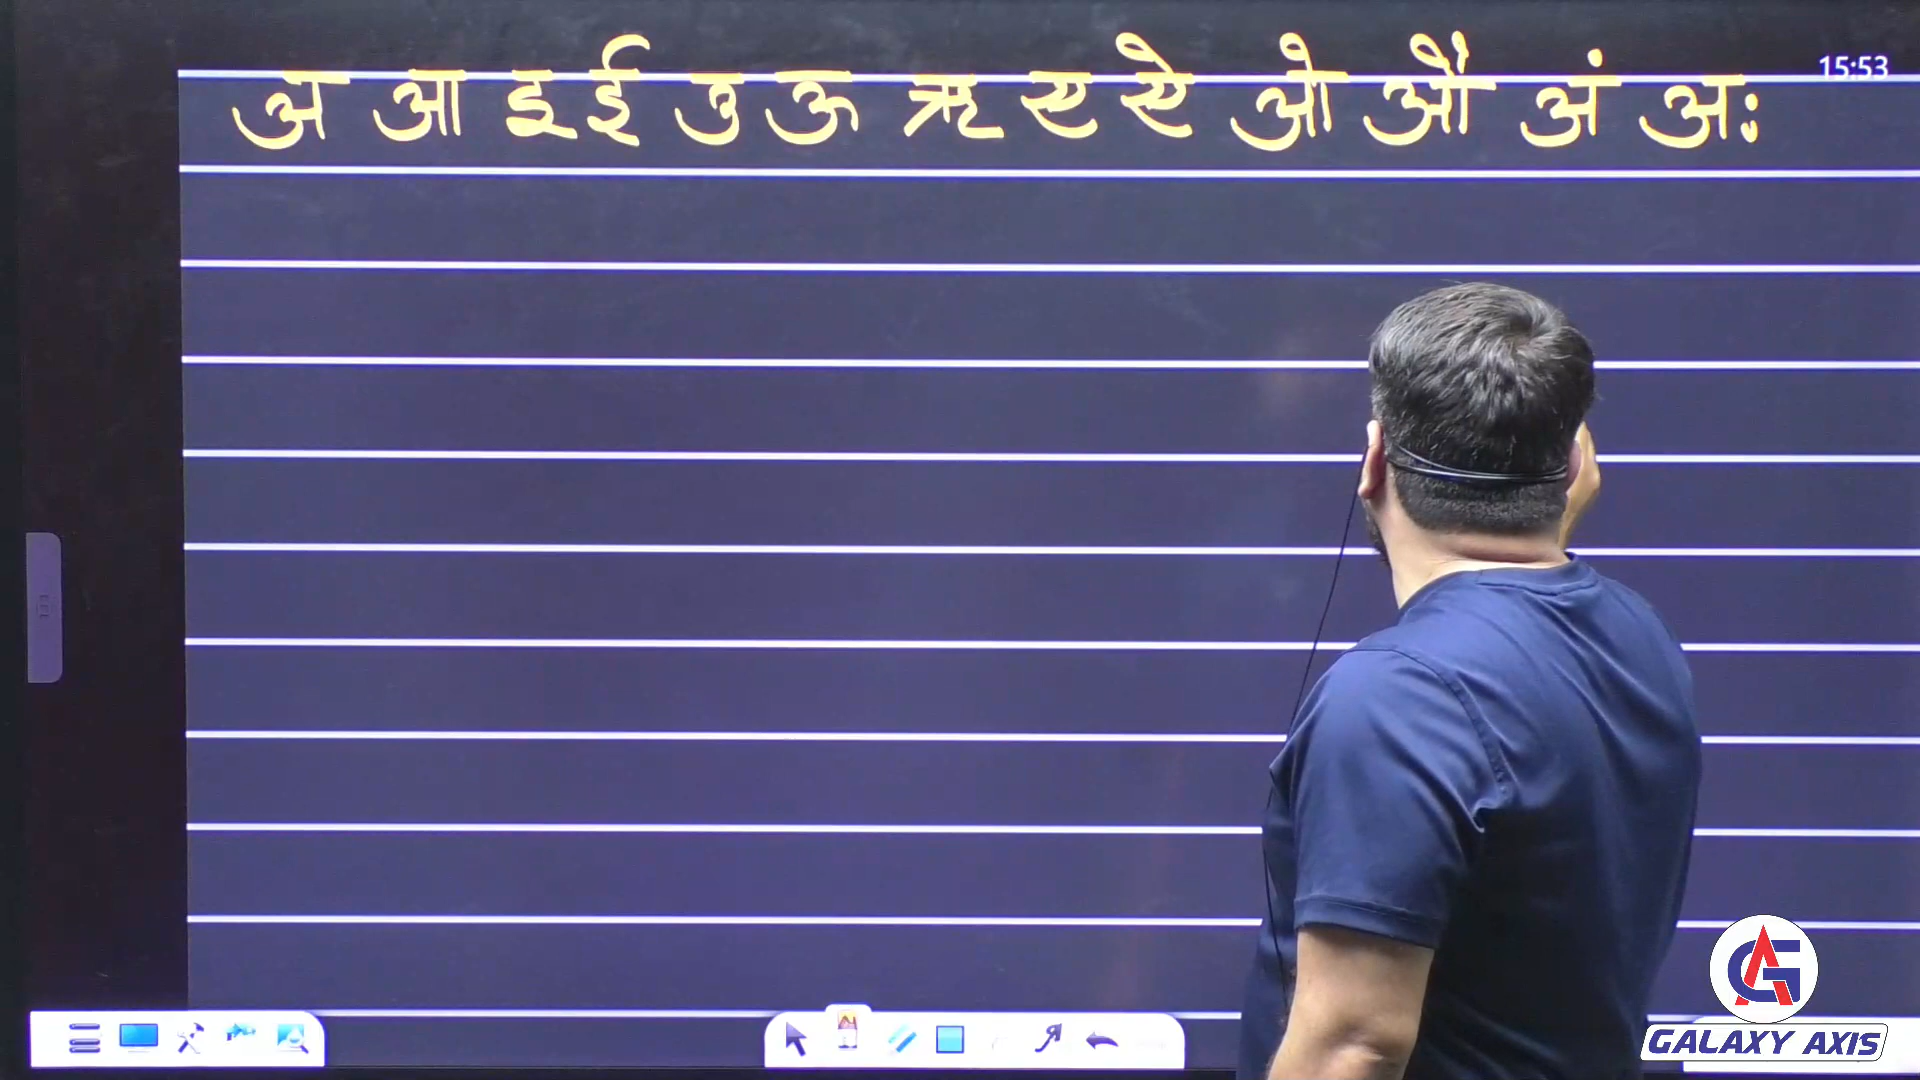 अ आ इ ई उ ऊ ऋ ए ऐ ओ औ अं अः
15:53
GALAXY AXIS